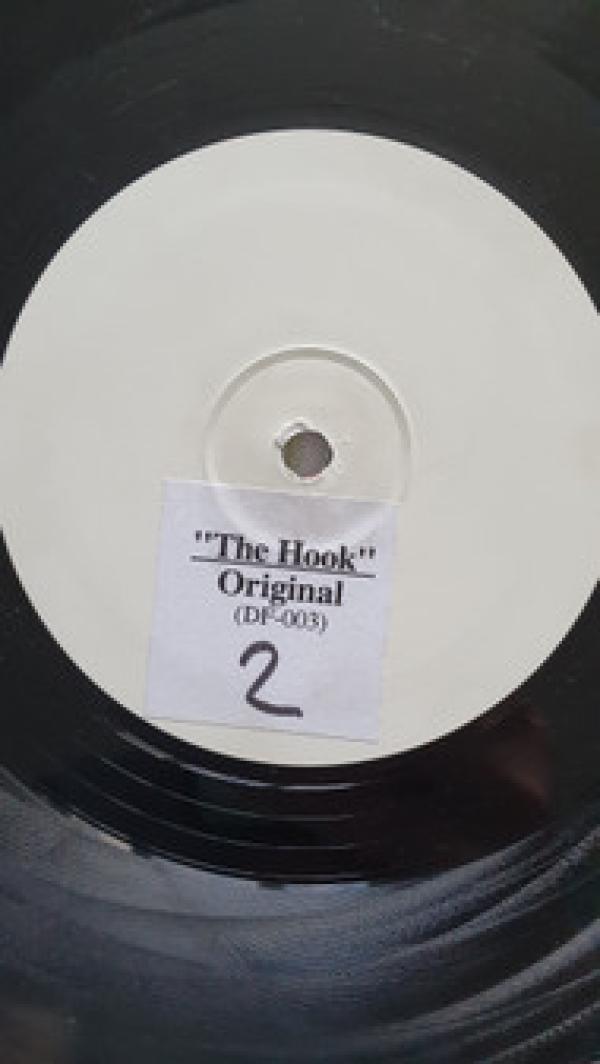 "The Hook"
Original
(DF-003)
2